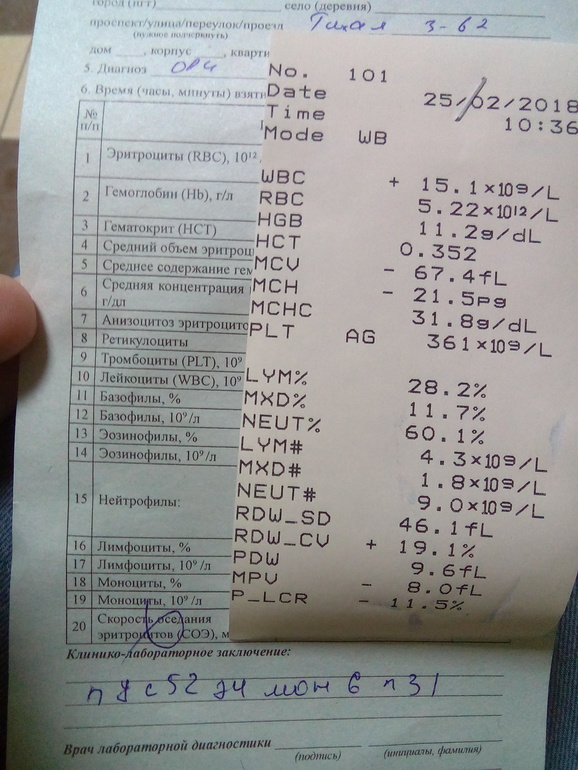 город (пгт) село (деревня)
проспект/улица/переулок/проезд Тихая 3-62
(нужное подчеркнуть)
дом , корпус , кварти
5. Диагноз ОРИ
6. Время (часы, минуты) взяти
№ п/п
1 Эритроциты (RBC), 10¹²
2 Гемоглобин (Hb), г/л
3 Гематокрит (HCT)
4 Средний объем эритроц
5 Среднее содержание гем
6 Средняя концентрация
г/дл
7 Анизоцитоз эритроцито
8 Ретикулоциты
9 Тромбоциты (PLT), 10⁹
10 Лейкоциты (WBC), 10⁹
11 Базофилы, %
12 Базофилы, 10⁹/л
13 Эозинофилы, %
14 Эозинофилы, 10⁹/л
15 Нейтрофилы:
16 Лимфоциты, %
17 Лимфоциты, 10⁹/л
18 Моноциты, %
19 Моноциты, 10⁹/л
20 Скорость оседания
эритроцитов (СОЭ), м
No. 101
Date 25/02/2018
Time 10:36
Mode WB
WBC + 15.1×10⁹/L
RBC 5.22×10¹²/L
HGB 11.2g/dL
HCT 0.352
MCV - 67.4fL
MCH - 21.5pg
MCHC 31.8g/dL
PLT AG 361×10⁹/L
LYM% 28.2%
MXD% 11.7%
NEUT% 60.1%
LYM# 4.3×10⁹/L
MXD# 1.8×10⁹/L
NEUT# 9.0×10⁹/L
RDW_SD 46.1fL
RDW_CV + 19.1%
PDW 9.6fL
MPV - 8.0fL
P_LCR - 11.5%
Клинико-лабораторное заключение:
с52 э4 мон 6 л31
Врач лабораторной диагностики
(подпись) (инициалы, фамилия)